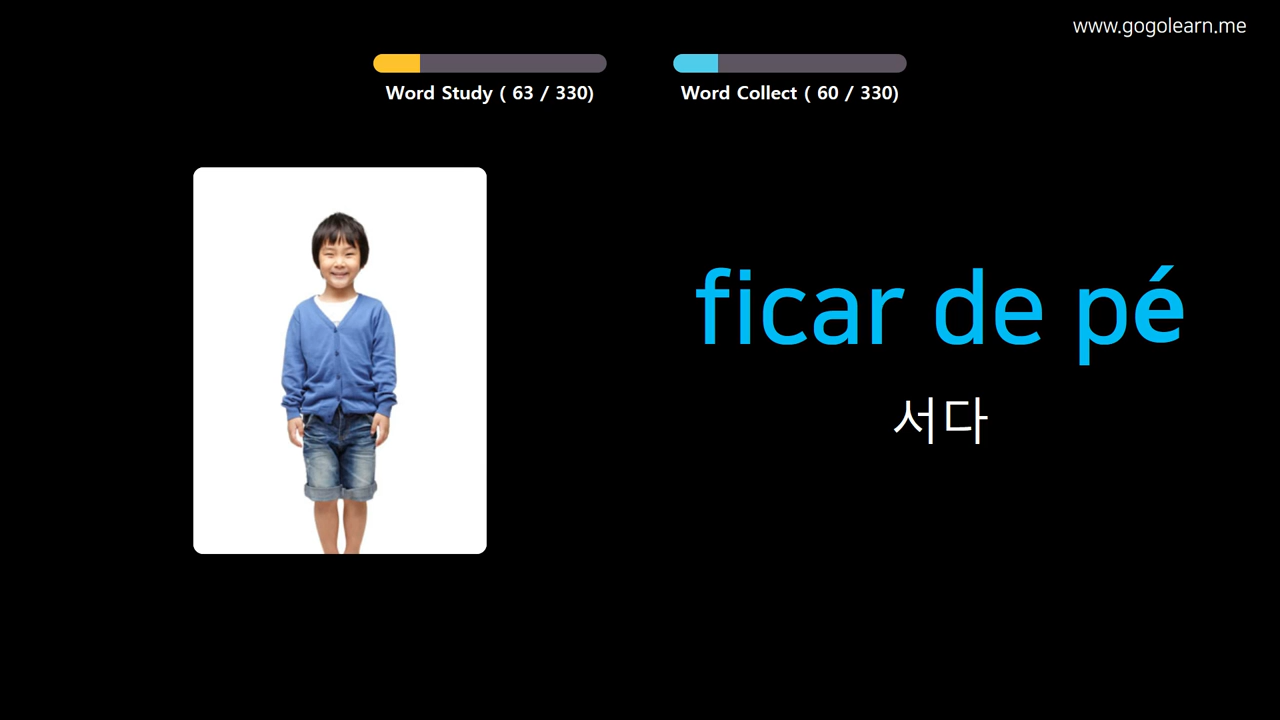 www.gogolearn.me
Word Study ( 63 / 330)
Word Collect ( 60 / 330)
ficar de pé
서다